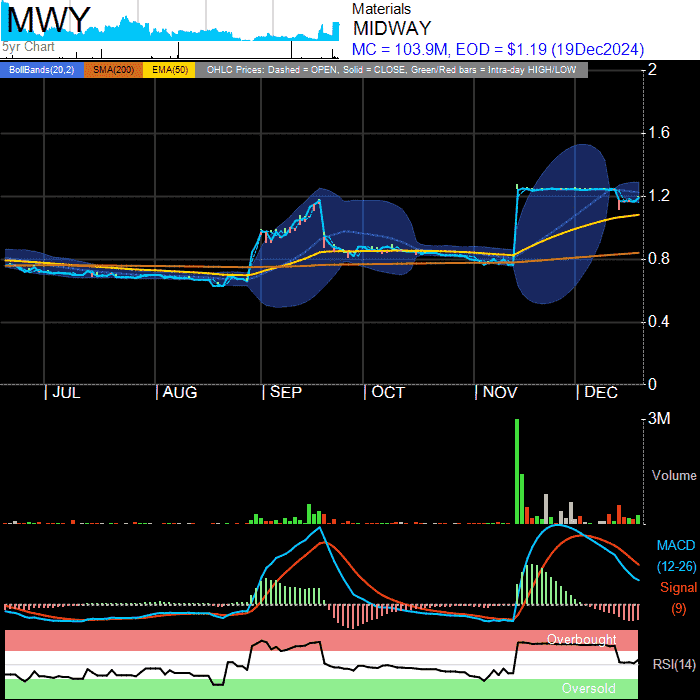 MWY
5yr Chart
Materials
MIDWAY
MC = 103.9M, EOD = $1.19 (19Dec2024)
BollBands(20,2) SMA(200) EMA(50) OHLC Prices: Dashed = OPEN, Solid = CLOSE, Green/Red bars = Intra-day HIGH/LOW
2
1.6
1.2
0.8
0.4
0
JUL AUG SEP OCT NOV DEC
3M
Volume
MACD
(12-26)
Signal
(9)
Overbought
RSI(14)
Oversold